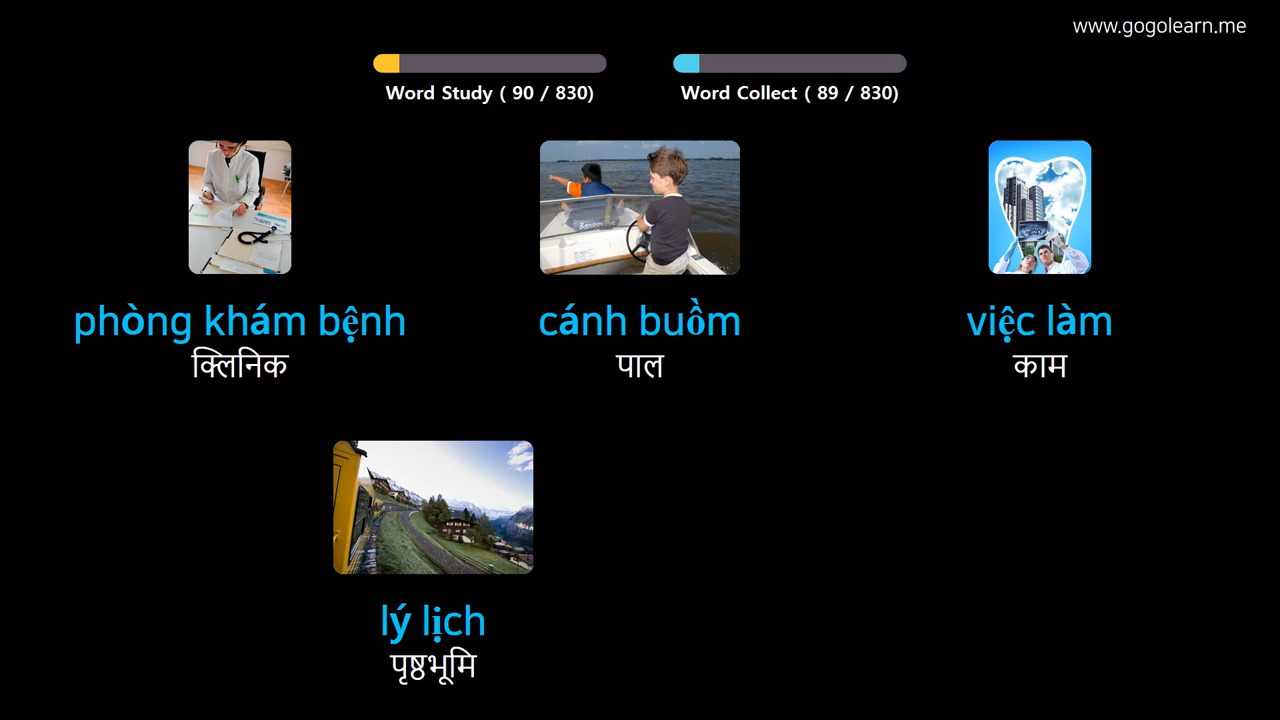 www.gogolearn.me
Word Study ( 90 / 830)
Word Collect ( 89 / 830)
phòng khám bệnh
क्लिनिक
cánh buồm
पाल
việc làm
काम
lý lịch
पृष्ठभूमि